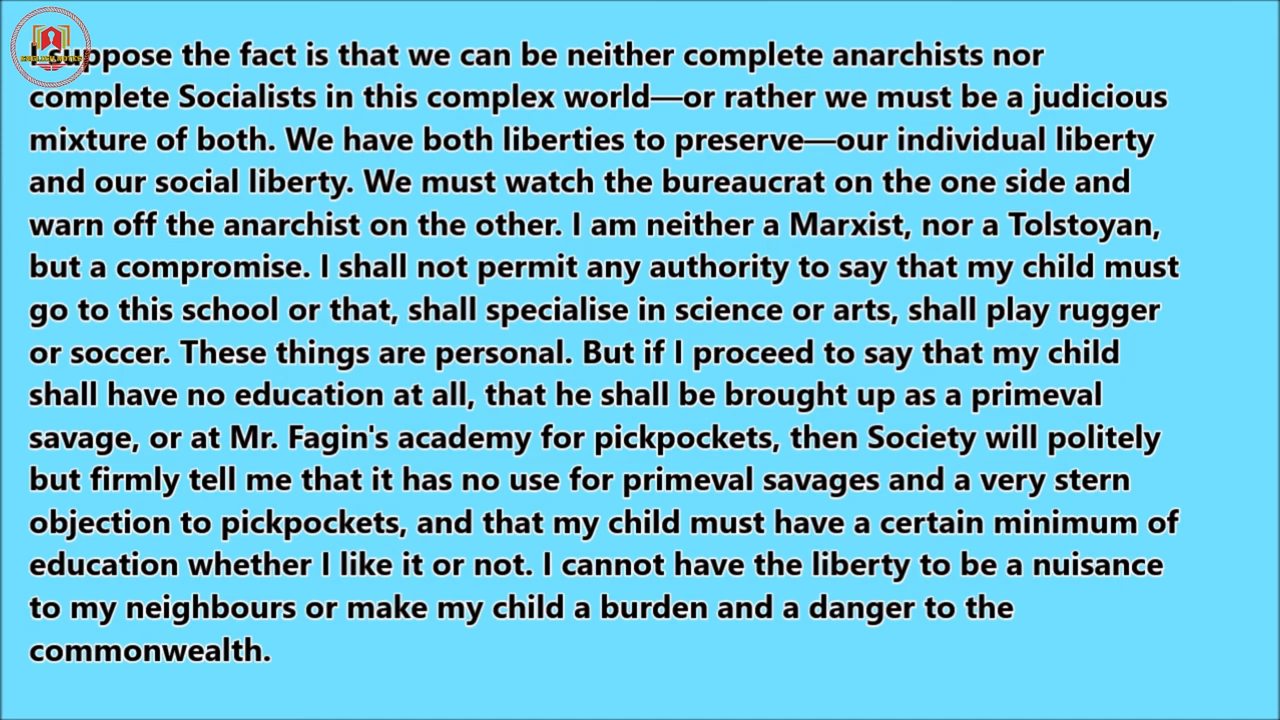 I suppose the fact is that we can be neither complete anarchists nor
complete Socialists in this complex world—or rather we must be a judicious
mixture of both. We have both liberties to preserve—our individual liberty
and our social liberty. We must watch the bureaucrat on the one side and
warn off the anarchist on the other. I am neither a Marxist, nor a Tolstoyan,
but a compromise. I shall not permit any authority to say that my child must
go to this school or that, shall specialise in science or arts, shall play rugger
or soccer. These things are personal. But if I proceed to say that my child
shall have no education at all, that he shall be brought up as a primeval
savage, or at Mr. Fagin's academy for pickpockets, then Society will politely
but firmly tell me that it has no use for primeval savages and a very stern
objection to pickpockets, and that my child must have a certain minimum of
education whether I like it or not. I cannot have the liberty to be a nuisance
to my neighbours or make my child a burden and a danger to the
commonwealth.